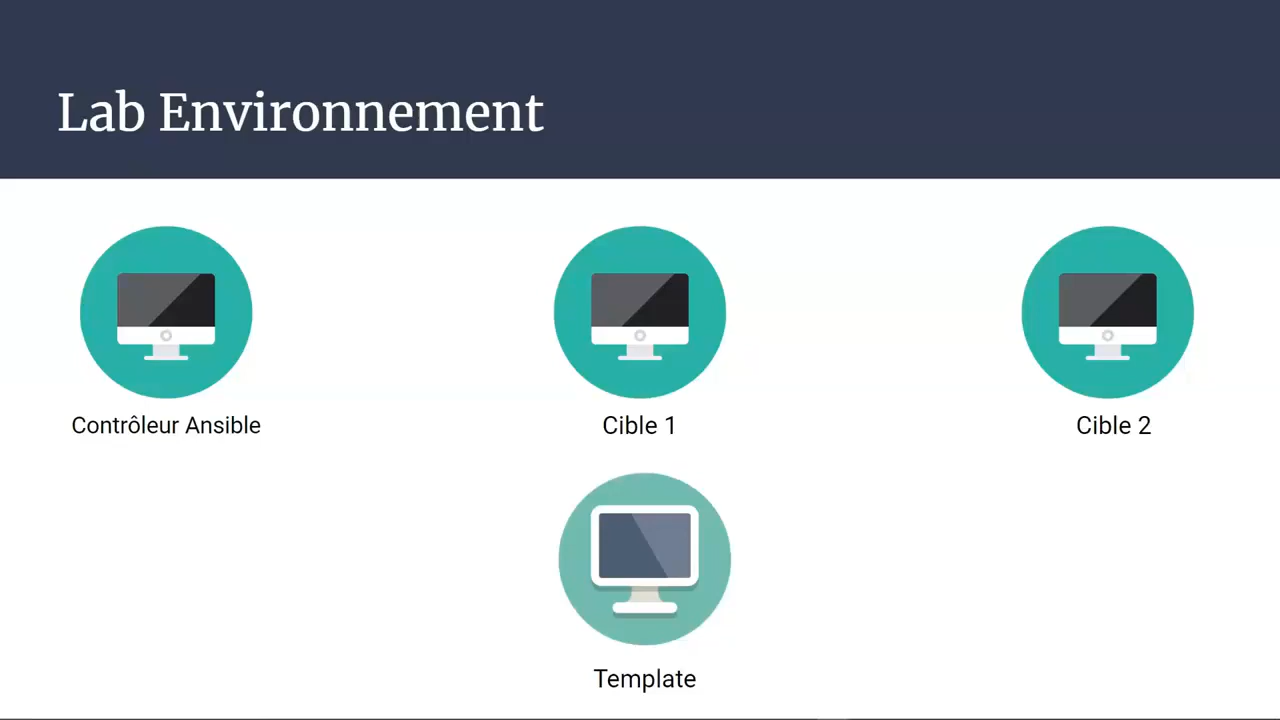 Lab Environnement
Contrôleur Ansible
Cible 1
Cible 2
Template